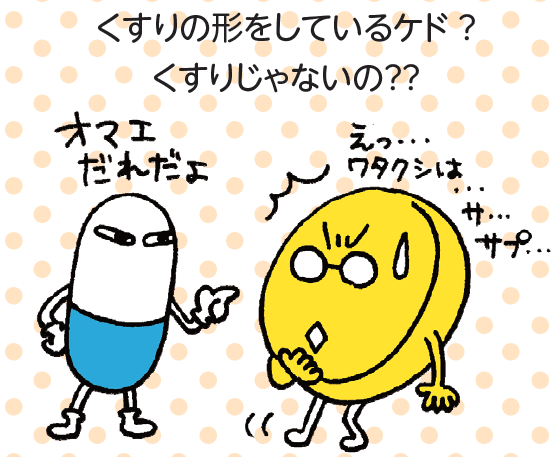 くすりの形をしているケド？
くすりじゃないの??
オマエ
だれだよ
えっ・・・
ワタクシは
・・・
サ・・・
サプ・・・